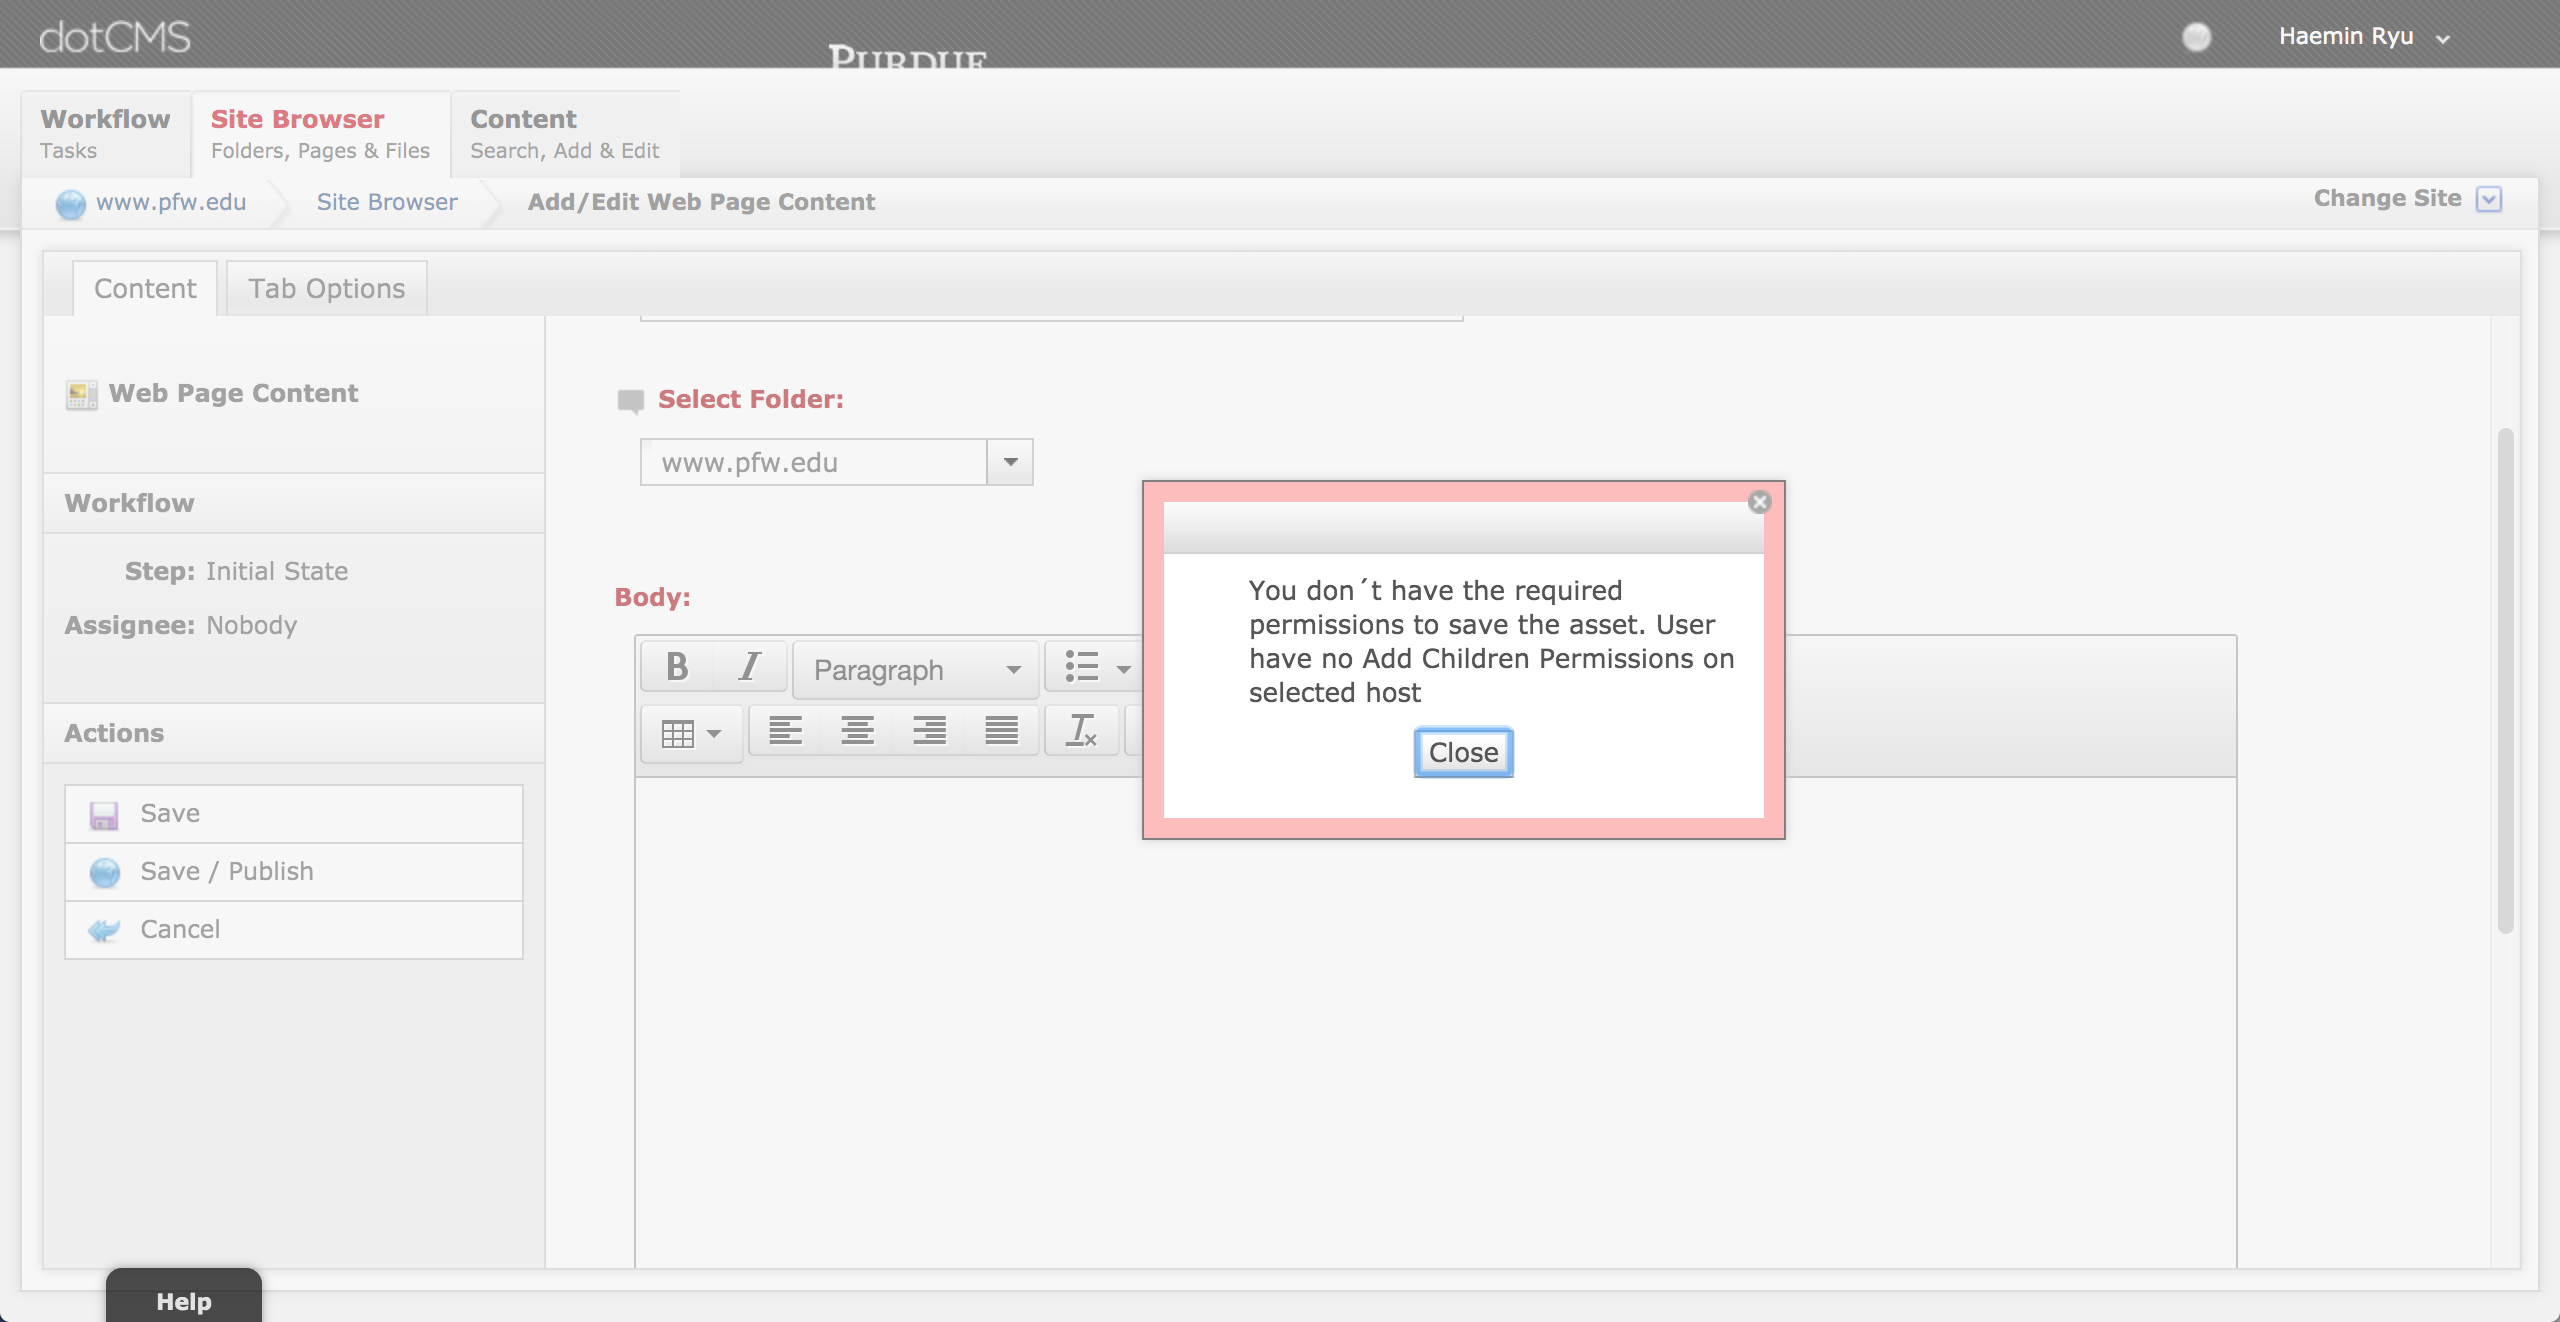 dotCMS
PURDUE
Haemin Ryu
Workflow
Tasks
Site Browser
Folders, Pages & Files
Content
Search, Add & Edit
www.pfw.edu
Site Browser
Add/Edit Web Page Content
Change Site
Content
Tab Options
Web Page Content
Workflow
Step: Initial State
Assignee: Nobody
Actions
Save
Save / Publish
Cancel
Select Folder:
www.pfw.edu
Body:
B I Paragraph
You don´t have the required
permissions to save the asset. User
have no Add Children Permissions on
selected host
Close
Help